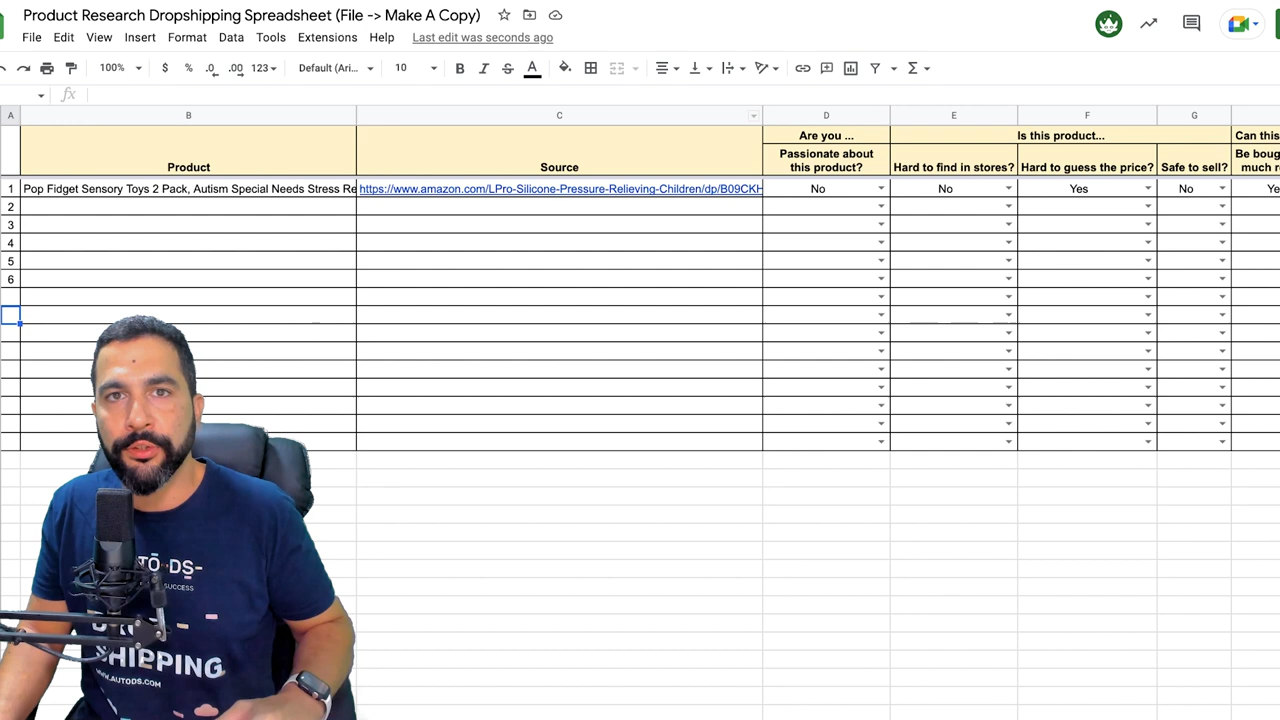 Product Research Dropshipping Spreadsheet (File -> Make A Copy)
File Edit View Insert Format Data Tools Extensions Help Last edit was seconds ago
100% $ % .0 .00 123 Default (Ari... 10 B I S A
fx
A B C D E F G
Are you ... Is this product... Can this
Product Source Passionate about this product? Hard to find in stores? Hard to guess the price? Safe to sell? Be boug much r
1 Pop Fidget Sensory Toys 2 Pack, Autism Special Needs Stress Re https://www.amazon.com/LPro-Silicone-Pressure-Relieving-Children/dp/B09CKH No No Yes No Ye
2
3
4
5
6
SUCCESS
SHIPPING
WWW.AUTODS.COM